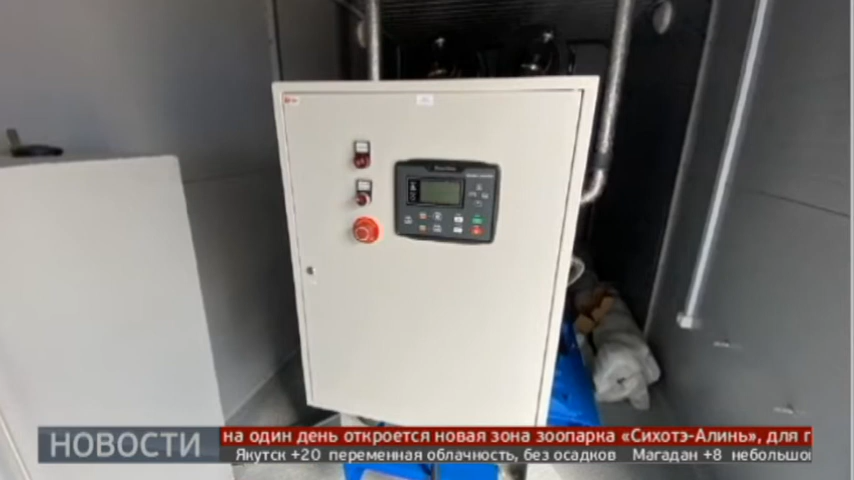 НОВОСТИ
на один день откроется новая зона зоопарка «Сихотэ-Алинь», для г
Якутск +20 переменная облачность, без осадков Магадан +8 небольшо